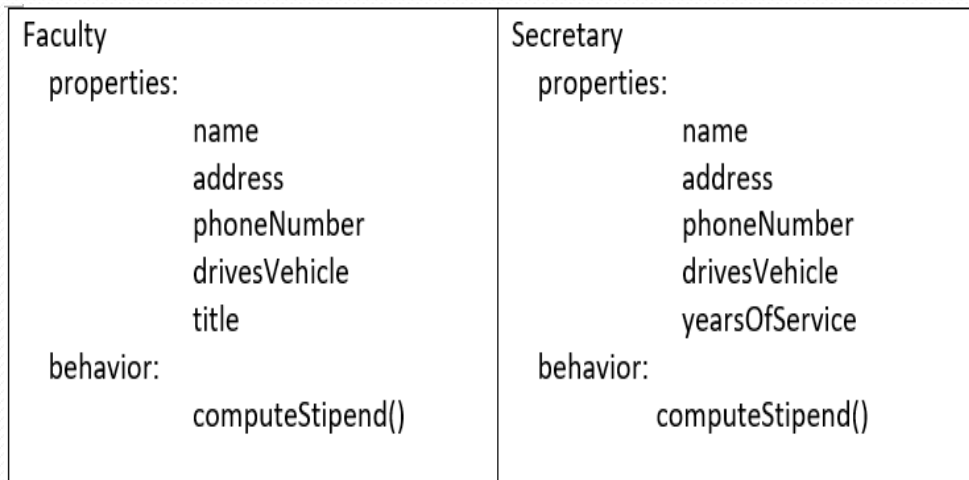 Faculty
properties:
name
address
phoneNumber
drivesVehicle
title
behavior:
computeStipend()
Secretary
properties:
name
address
phoneNumber
drivesVehicle
yearsOfService
behavior:
computeStipend()